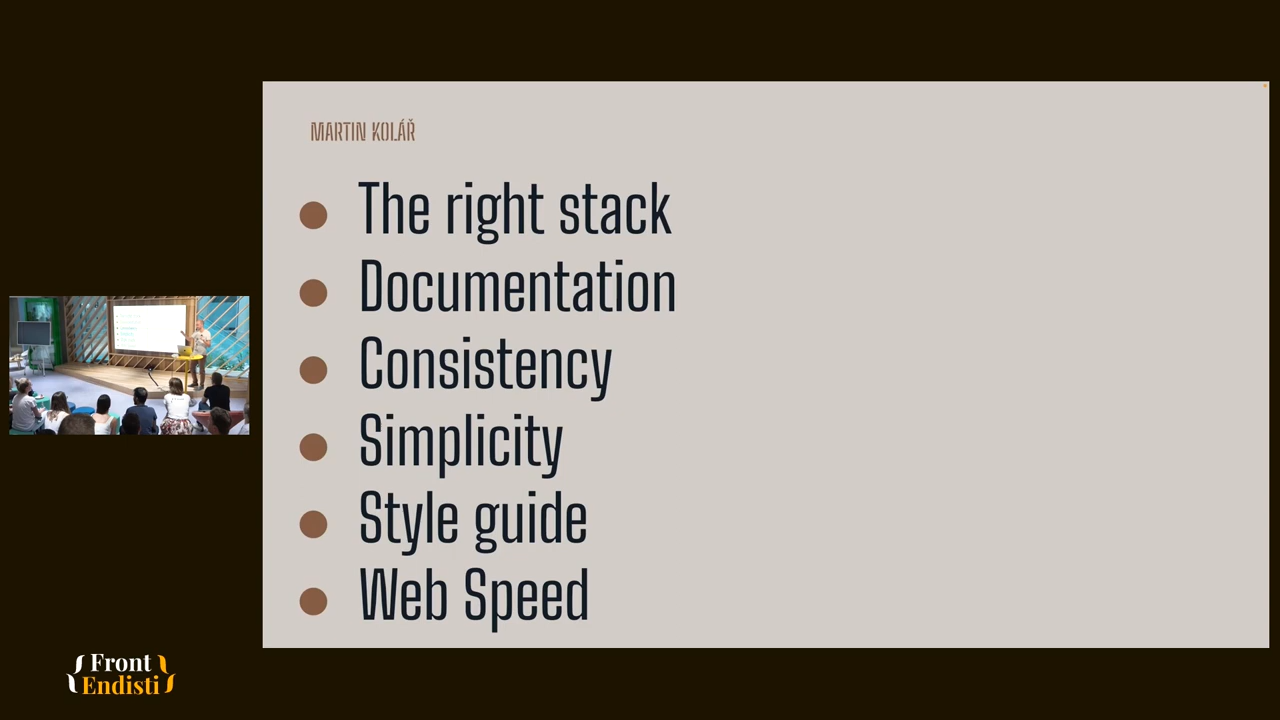 MARTIN KOLÁŘ
The right stack
Documentation
Consistency
Simplicity
Style guide
Web Speed
{ Front }
{ Endisti }